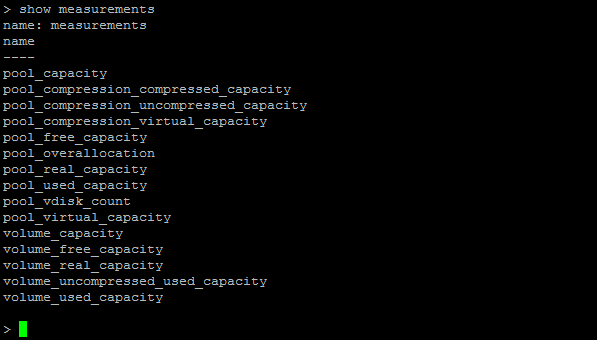 > show measurements
name: measurements
name
----
pool_capacity
pool_compression_compressed_capacity
pool_compression_uncompressed_capacity
pool_compression_virtual_capacity
pool_free_capacity
pool_overallocation
pool_real_capacity
pool_used_capacity
pool_vdisk_count
pool_virtual_capacity
volume_capacity
volume_free_capacity
volume_real_capacity
volume_uncompressed_used_capacity
volume_used_capacity
>